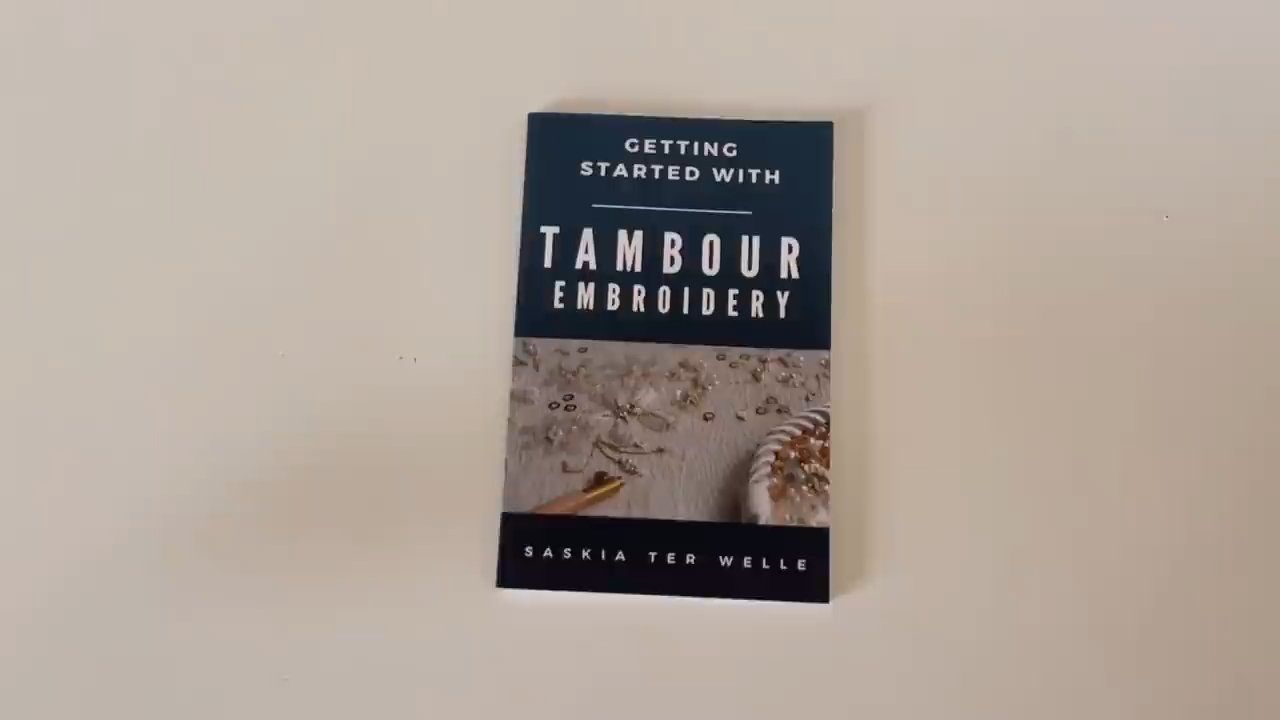 GETTING
STARTED WITH
TAMBOUR
EMBROIDERY
SASKIA TER WELLE